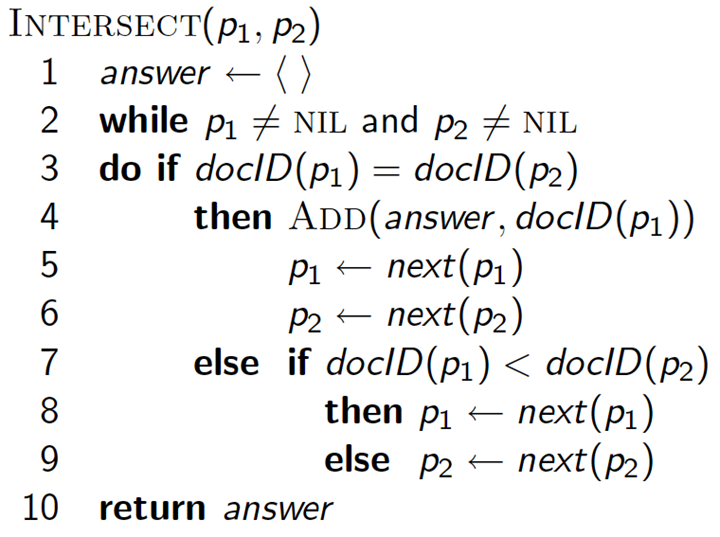 INTERSECT(p₁, p₂)
1 answer ← ⟨ ⟩
2 while p₁ ≠ NIL and p₂ ≠ NIL
3 do if docID(p₁) = docID(p₂)
4 then ADD(answer, docID(p₁))
5 p₁ ← next(p₁)
6 p₂ ← next(p₂)
7 else if docID(p₁) < docID(p₂)
8 then p₁ ← next(p₁)
9 else p₂ ← next(p₂)
10 return answer